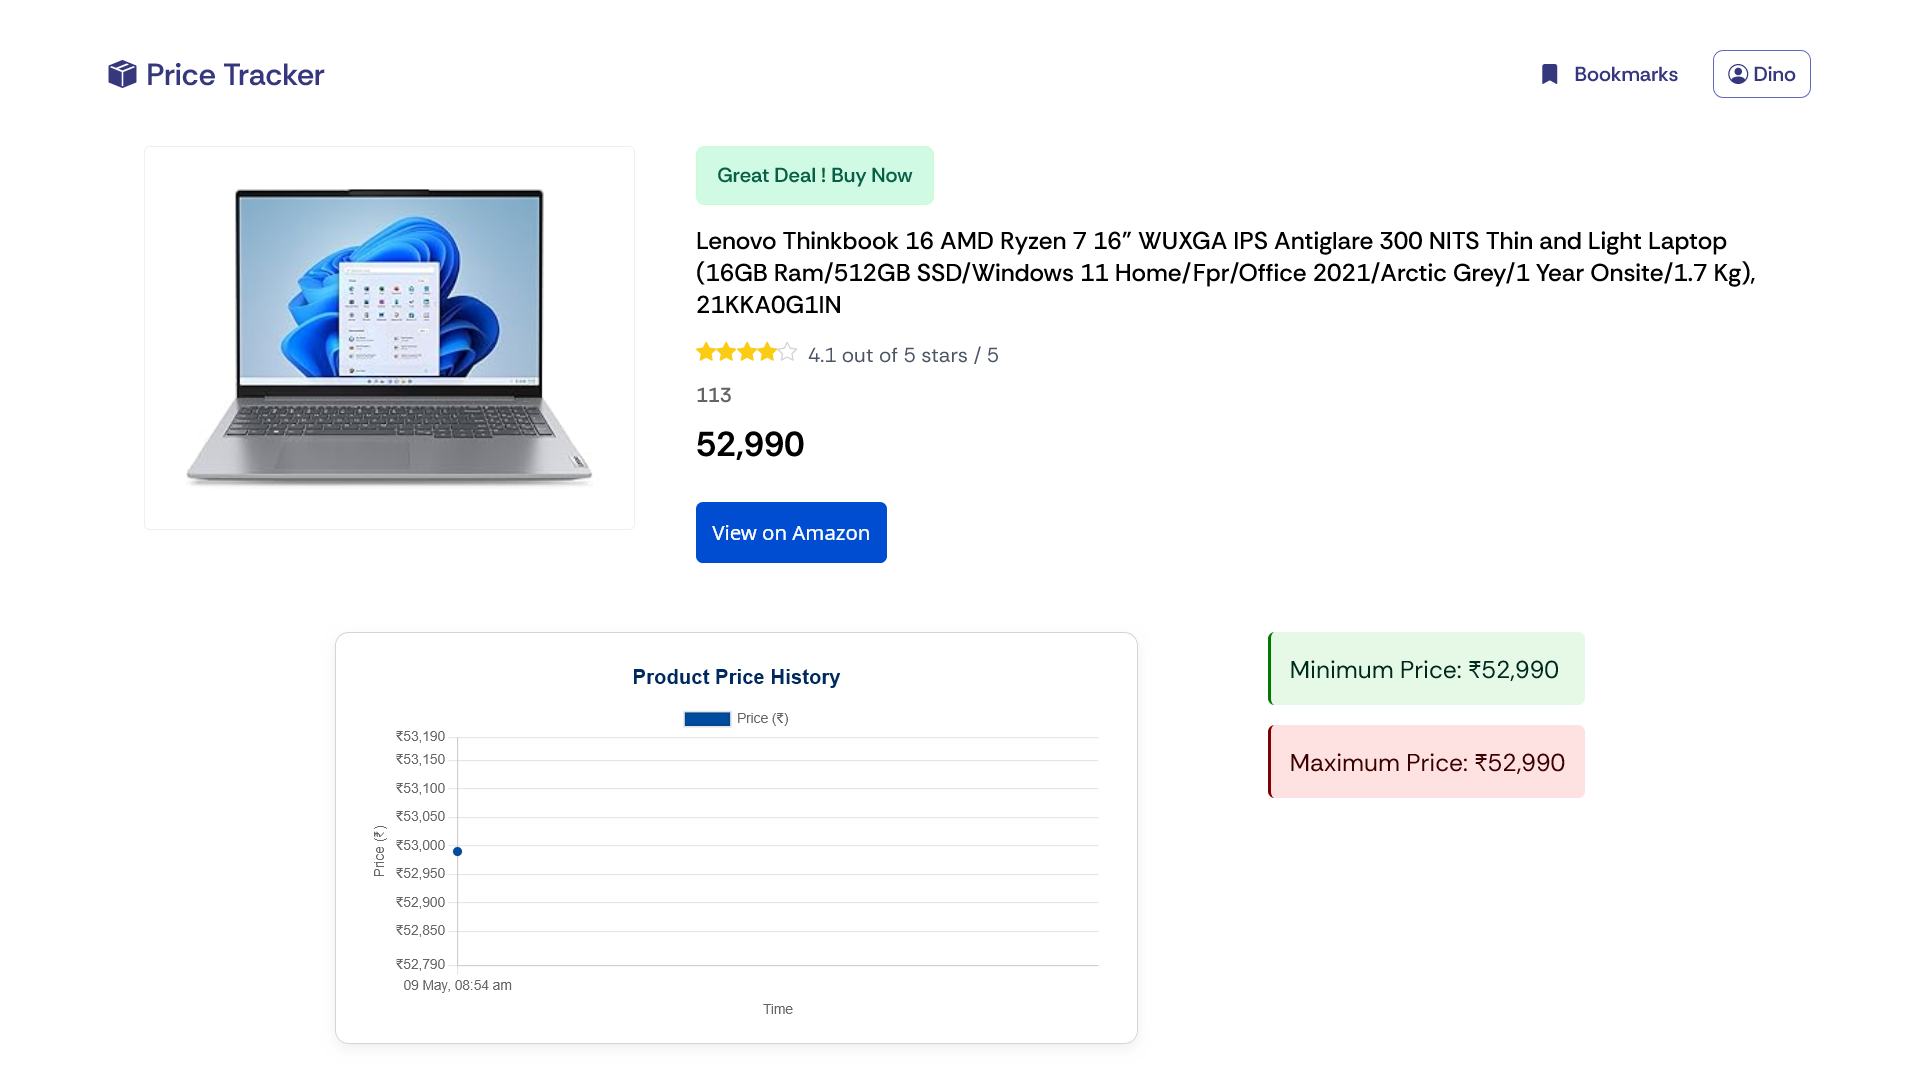 Price Tracker
Bookmarks
Dino
Great Deal ! Buy Now
Lenovo Thinkbook 16 AMD Ryzen 7 16" WUXGA IPS Antiglare 300 NITS Thin and Light Laptop
(16GB Ram/512GB SSD/Windows 11 Home/Fpr/Office 2021/Arctic Grey/1 Year Onsite/1.7 Kg),
21KKA0G1IN
4.1 out of 5 stars / 5
113
52,990
View on Amazon
Product Price History
Price (₹)
₹53,190
₹53,150
₹53,100
₹53,050
₹53,000
₹52,950
₹52,900
₹52,850
₹52,790
Price (₹)
09 May, 08:54 am
Time
Minimum Price: ₹52,990
Maximum Price: ₹52,990